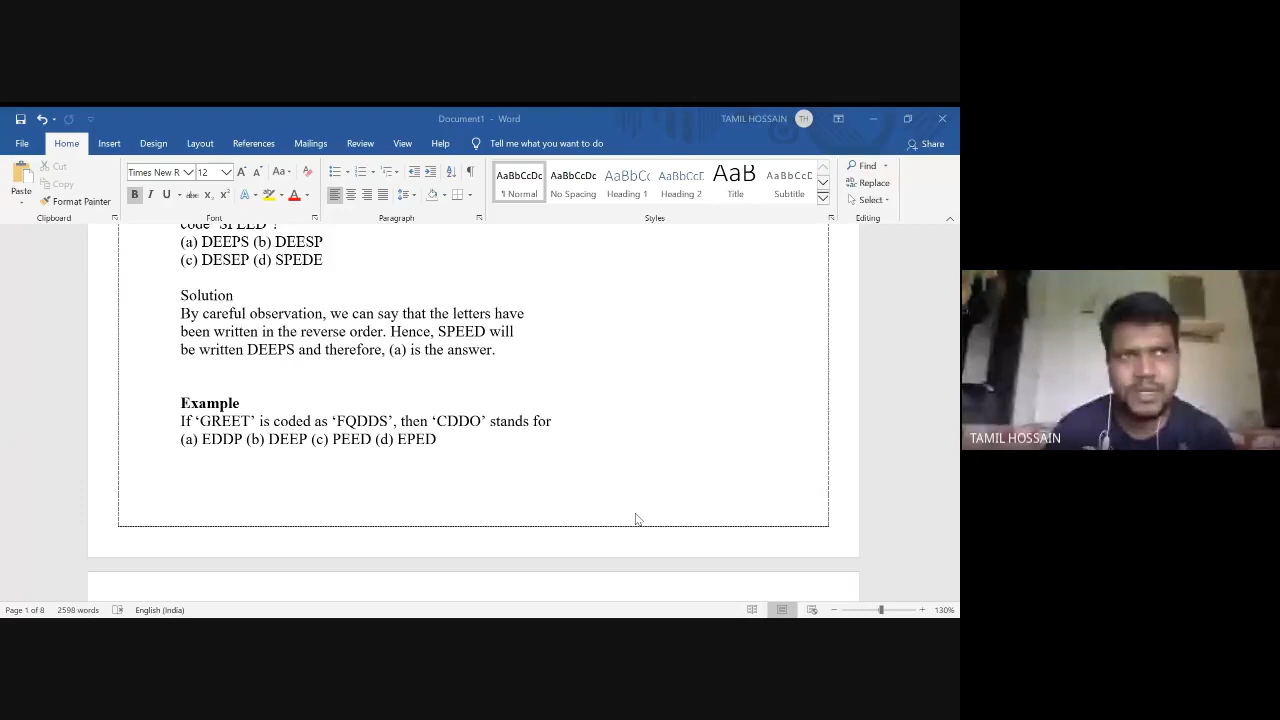 Document1 - Word
TAMIL HOSSAIN
TH
File Home Insert Design Layout References Mailings Review View Help Tell me what you want to do
Share
Paste
Cut
Copy
Format Painter
Clipboard
Times New R 12
Font
Paragraph
AaBbCcDc AaBbCcDc AaBbCc AaBbCcE AaB AaBbCcD
¶ Normal No Spacing Heading 1 Heading 2 Title Subtitle
Styles
Find
Replace
Select
Editing
code ‘SPEED’?
(a) DEEPS (b) DEESP
(c) DESEP (d) SPEDE
Solution
By careful observation, we can say that the letters have
been written in the reverse order. Hence, SPEED will
be written DEEPS and therefore, (a) is the answer.
Example
If ‘GREET’ is coded as ‘FQDDS’, then ‘CDDO’ stands for
(a) EDDP (b) DEEP (c) PEED (d) EPED
Page 1 of 8 2598 words English (India)
130%
TAMIL HOSSAIN